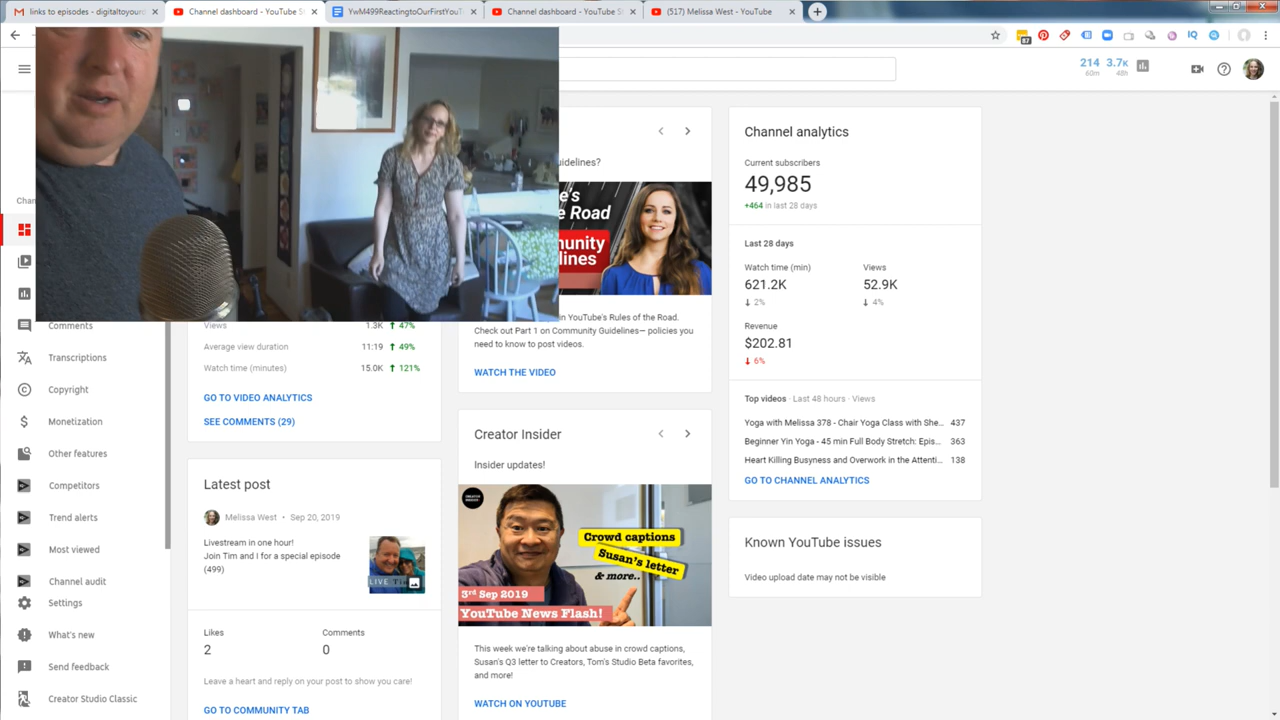 links to episodes - digitaltoyour
Channel dashboard - YouTube S
YwM499ReactingtoOurFirstYouT
Channel dashboard - YouTube S
(517) Melissa West - YouTube
87
IQ
214
60m
3.7K
48h
Comments
Transcriptions
Copyright
Monetization
Other features
Competitors
Trend alerts
Most viewed
Channel audit
Settings
What's new
Send feedback
Creator Studio Classic
Views 1.3K 47%
Average view duration 11:19 49%
Watch time (minutes) 15.0K 121%
GO TO VIDEO ANALYTICS
SEE COMMENTS (29)
Latest post
Melissa West • Sep 20, 2019
Livestream in one hour!
Join Tim and I for a special episode
(499)
LIVE
Likes Comments
2 0
Leave a heart and reply on your post to show you care!
GO TO COMMUNITY TAB
in YouTube's Rules of the Road.
Check out Part 1 on Community Guidelines— policies you
need to know to post videos.
WATCH THE VIDEO
Creator Insider
Insider updates!
CREATOR INSIDER
Crowd captions
Susan's letter
& more..
3rd Sep 2019
YouTube News Flash!
This week we're talking about abuse in crowd captions,
Susan's Q3 letter to Creators, Tom's Studio Beta favorites,
and more!
WATCH ON YOUTUBE
Channel analytics
Current subscribers
49,985
+464 in last 28 days
Last 28 days
Watch time (min) Views
621.2K 52.9K
2% 4%
Revenue
$202.81
6%
Top videos · Last 48 hours · Views
Yoga with Melissa 378 - Chair Yoga Class with She... 437
Beginner Yin Yoga - 45 min Full Body Stretch: Epis... 363
Heart Killing Busyness and Overwork in the Attenti... 138
GO TO CHANNEL ANALYTICS
Known YouTube issues
Video upload date may not be visible